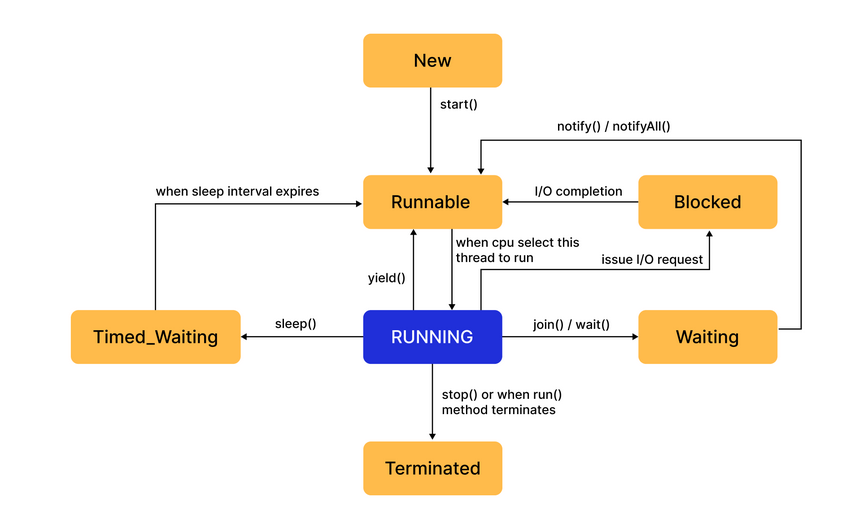 New
start()
notify() / notifyAll()
when sleep interval expires
Runnable
I/O completion
Blocked
when cpu select this
thread to run
issue I/O request
yield()
Timed_Waiting
sleep()
RUNNING
join() / wait()
Waiting
stop() or when run()
method terminates
Terminated